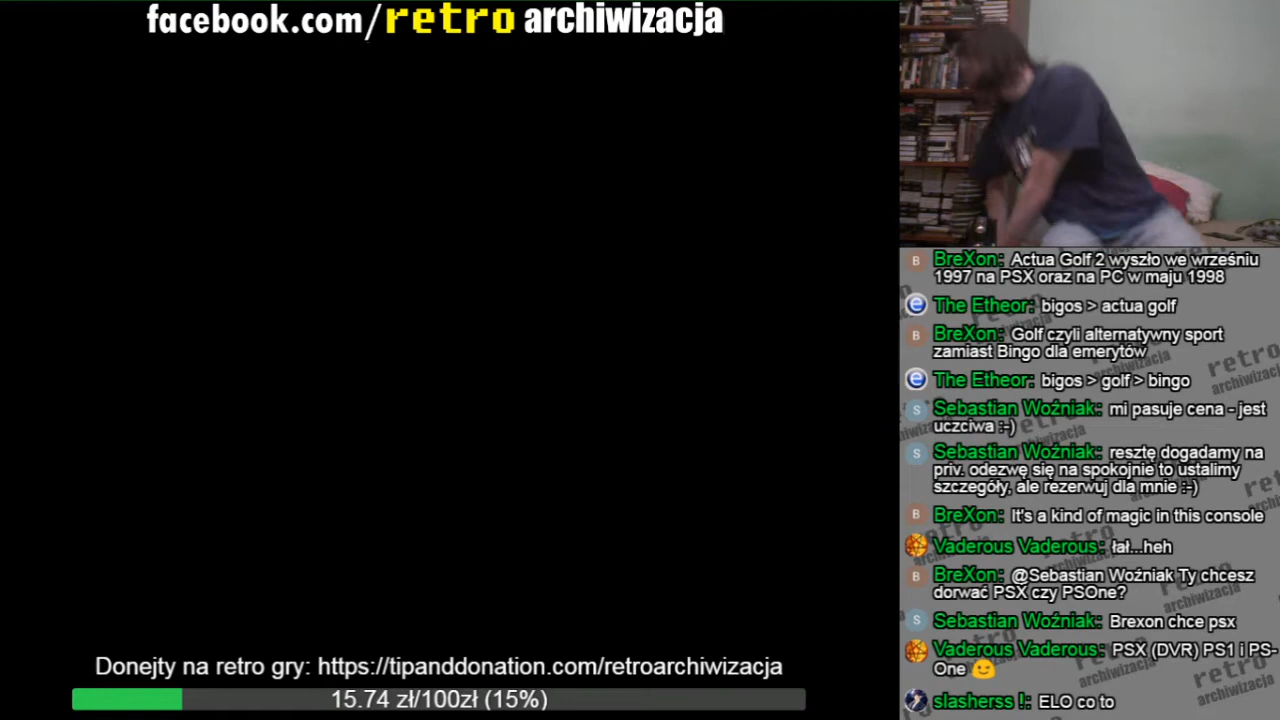 facebook.com/retro archiwizacja
BreXon: Actua Golf 2 wyszło we wrześniu
1997 na PSX oraz na PC w maju 1998
The Etheor: bigos > actua golf
BreXon: Golf czyli alternatywny sport
zamiast Bingo dla emerytów
The Etheor: bigos > golf > bingo
Sebastian Woźniak: mi pasuje cena - jest
uczciwa :-)
Sebastian Woźniak: resztę dogadamy na
priv. odezwę się na spokojnie to ustalimy
szczegóły, ale rezerwuj dla mnie :-)
BreXon: It's a kind of magic in this console
Vaderous Vaderous: łał...heh
BreXon: @Sebastian Woźniak Ty chcesz
dorwać PSX czy PSOne?
Sebastian Woźniak: Brexon chce psx
Vaderous Vaderous: PSX (DVR) PS1 i PS-
One
slasherss !: ELO co to
Donejty na retro gry: https://tipanddonation.com/retroarchiwizacja
15.74 zł/100zł (15%)